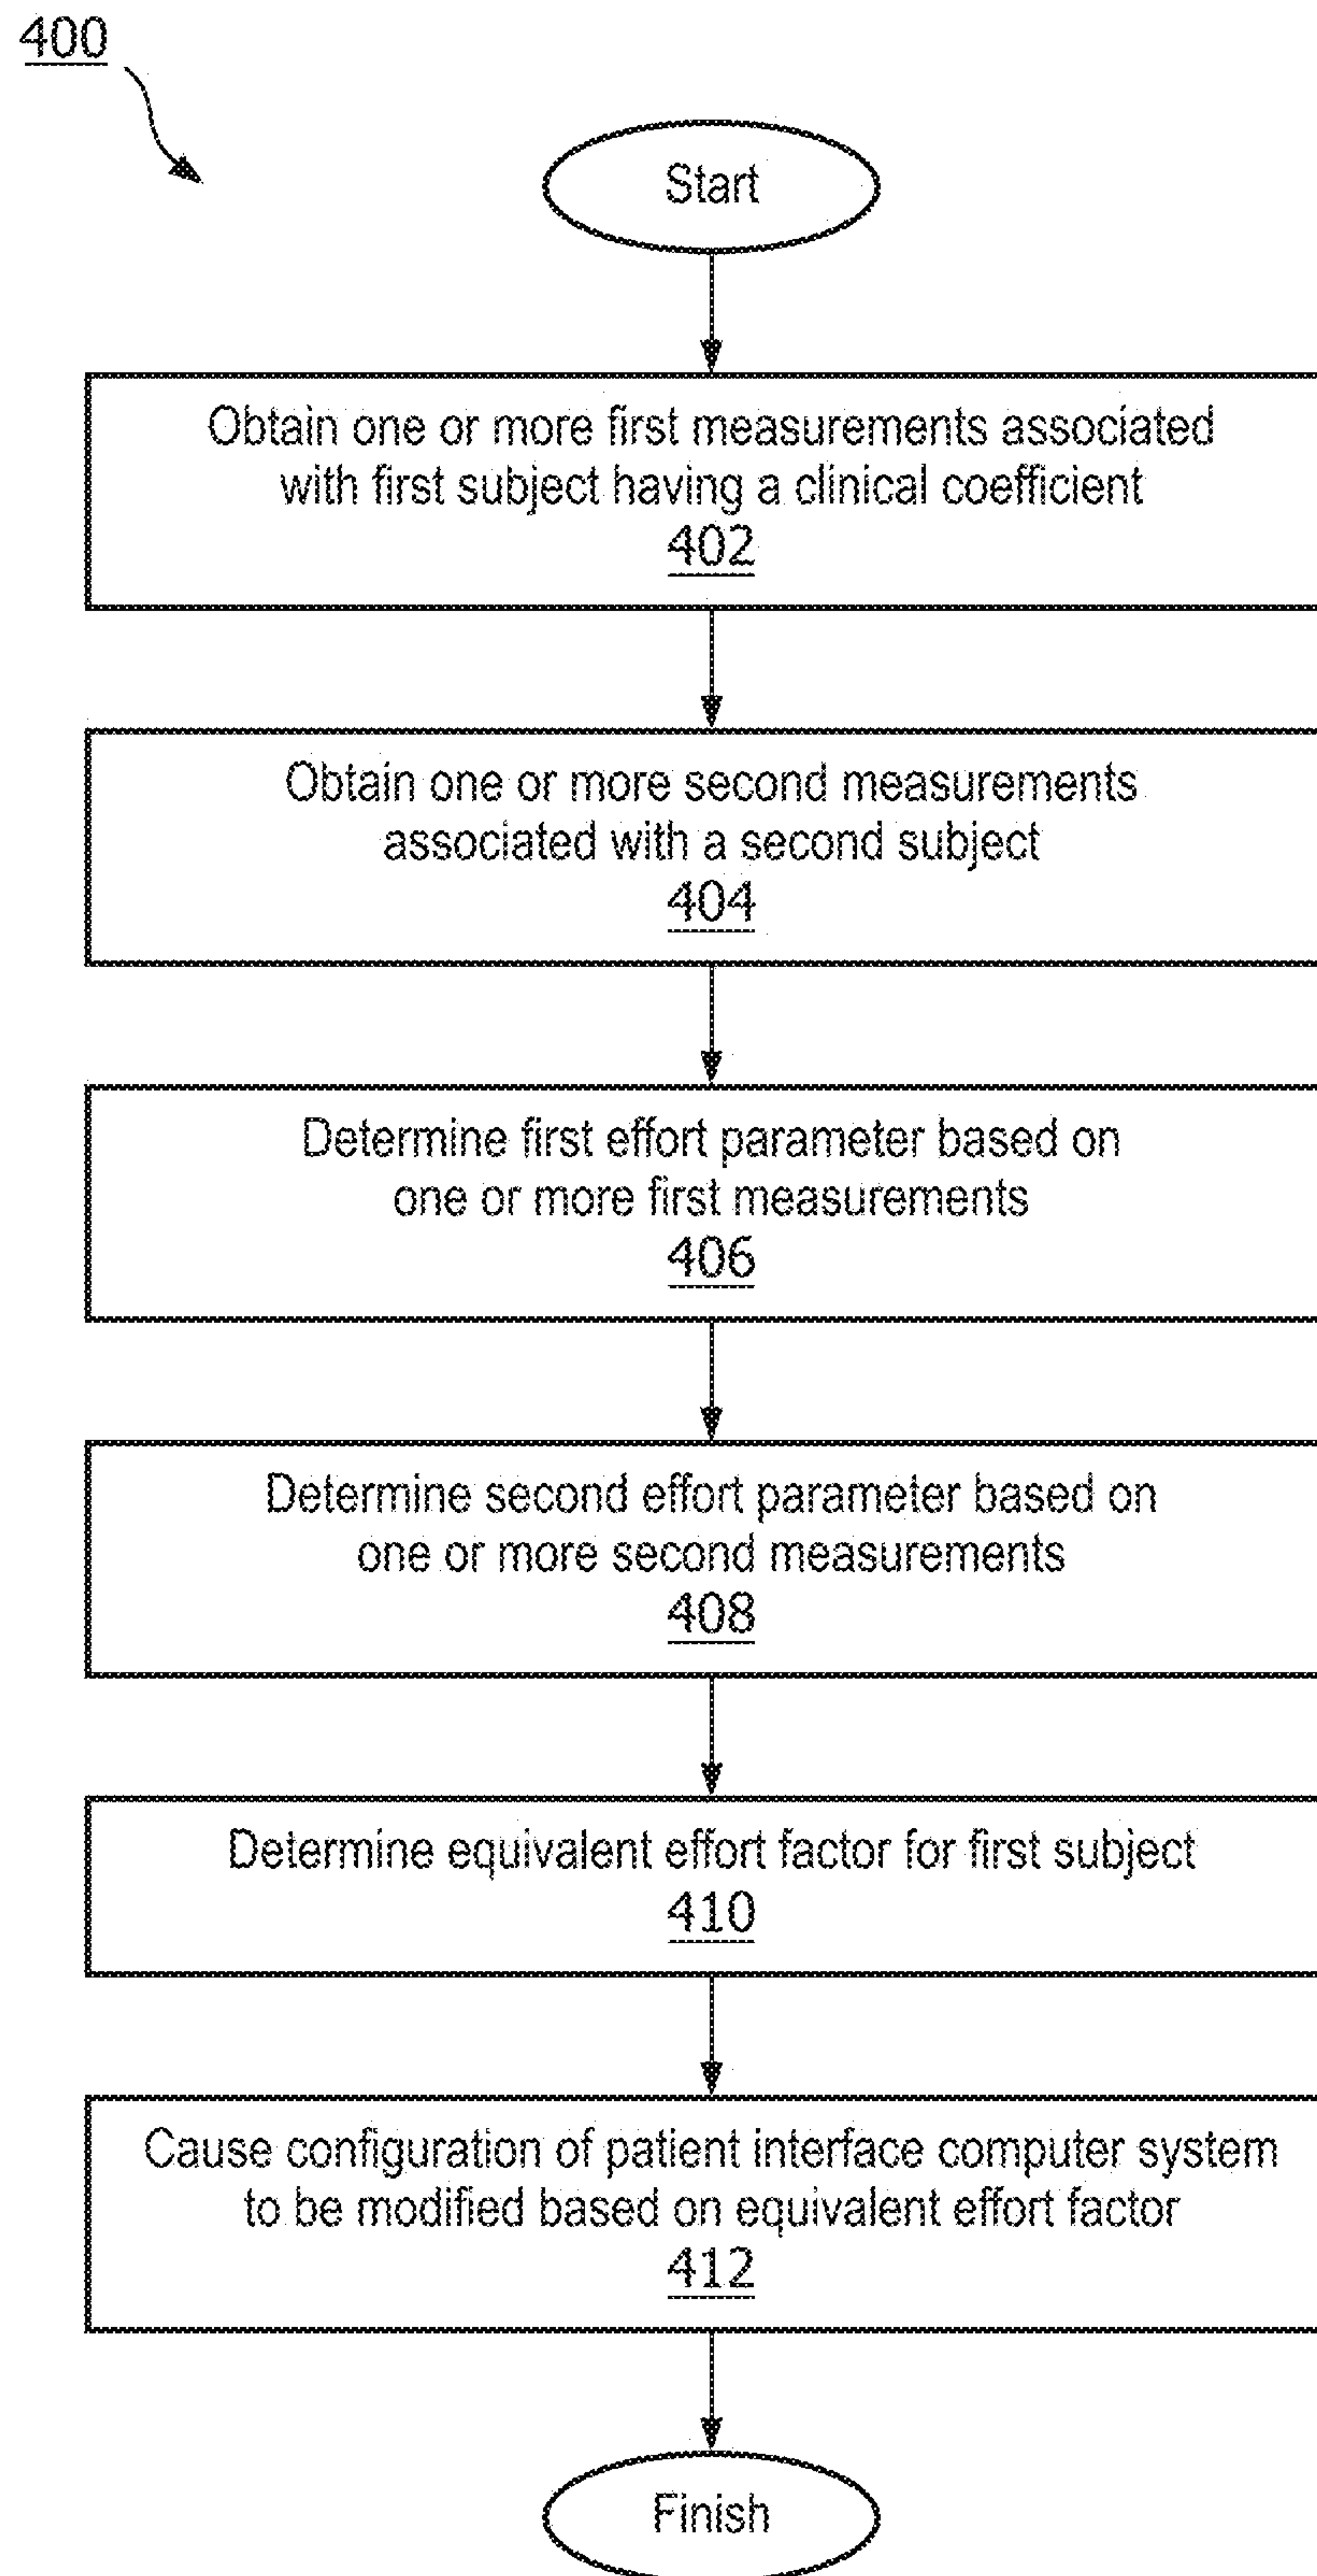 400
Start
Obtain one or more first measurements associated
with first subject having a clinical coefficient
402
Obtain one or more second measurements
associated with a second subject
404
Determine first effort parameter based on
one or more first measurements
406
Determine second effort parameter based on
one or more second measurements
408
Determine equivalent effort factor for first subject
410
Cause configuration of patient interface computer system
to be modified based on equivalent effort factor
412
Finish